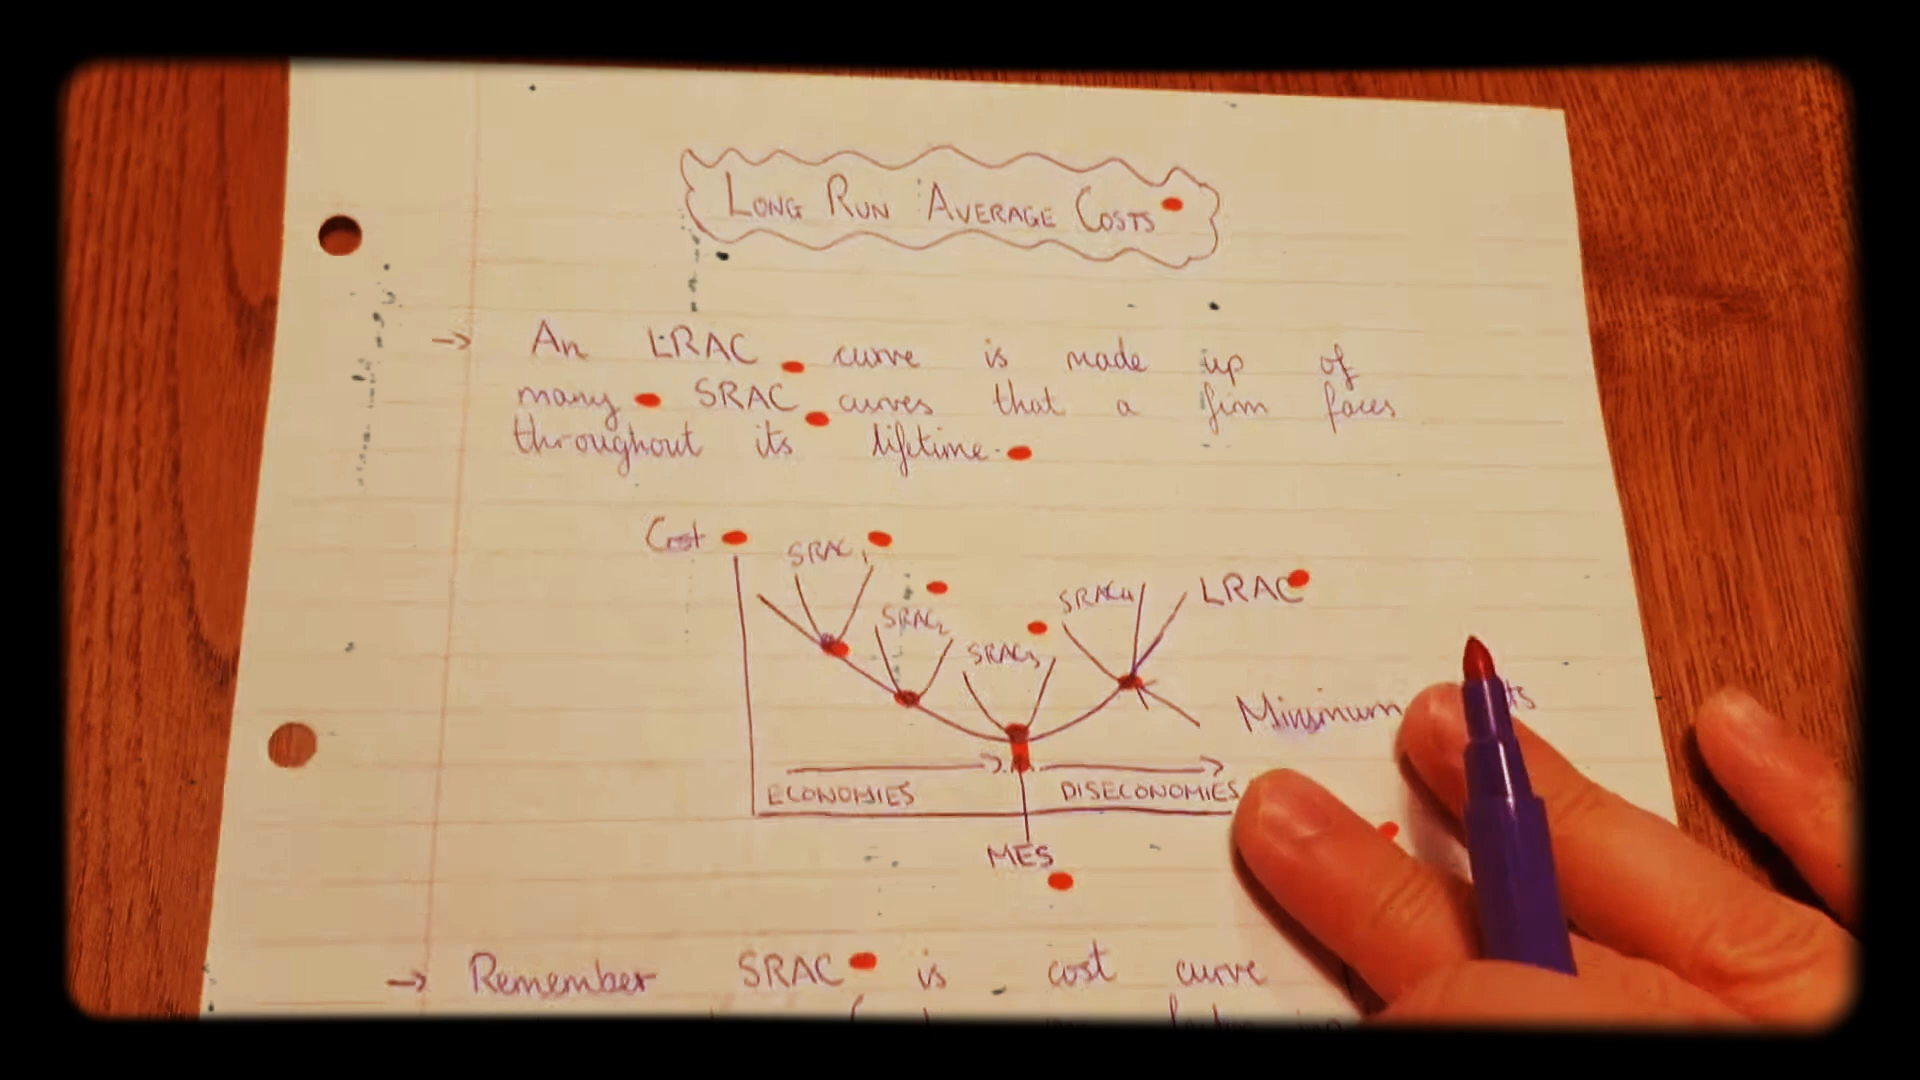 LONG RUN AVERAGE COSTS
→ An LRAC curve is made up of
many SRAC curves that a firm faces
throughout its lifetime.
Cost
SRAC1
SRAC2
SRAC3
SRAC4
LRAC
Minimum
ECONOMIES
DISECONOMIES
MES
→ Remember SRAC is cost curve